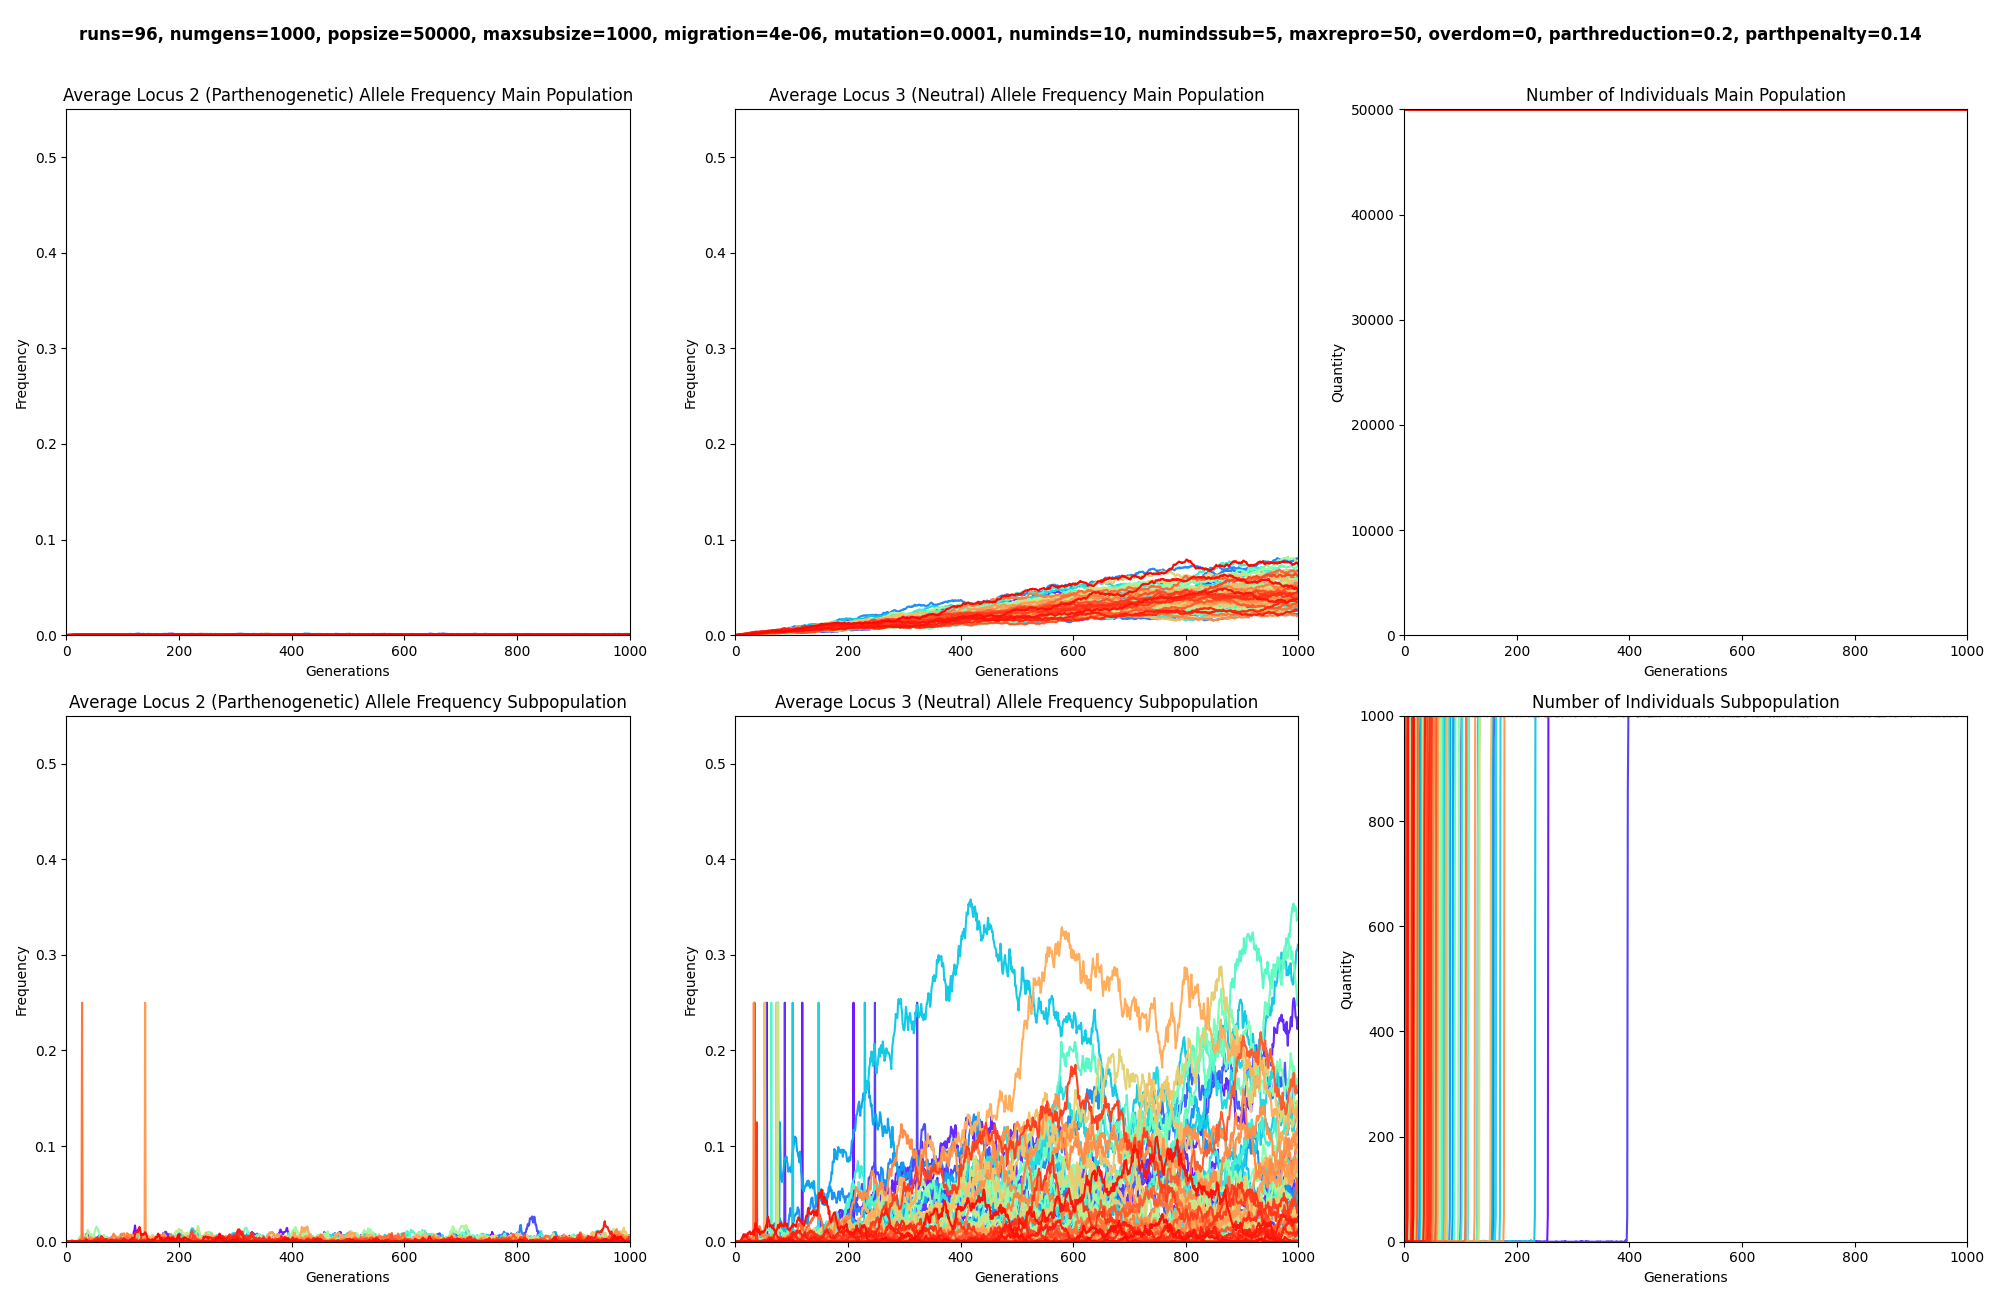 runs=96, numgens=1000, popsize=50000, maxsubsize=1000, migration=4e-06, mutation=0.0001, numinds=10, numindssub=5, maxrepro=50, overdom=0, parthreduction=0.2, parthpenalty=0.14
Average Locus 2 (Parthenogenetic) Allele Frequency Main Population
Frequency
0.5
0.4
0.3
0.2
0.1
0.0
0 200 400 600 800 1000
Generations
Average Locus 3 (Neutral) Allele Frequency Main Population
Frequency
0.5
0.4
0.3
0.2
0.1
0.0
0 200 400 600 800 1000
Generations
Number of Individuals Main Population
Quantity
50000
40000
30000
20000
10000
0
0 200 400 600 800 1000
Generations
Average Locus 2 (Parthenogenetic) Allele Frequency Subpopulation
Frequency
0.5
0.4
0.3
0.2
0.1
0.0
0 200 400 600 800 1000
Generations
Average Locus 3 (Neutral) Allele Frequency Subpopulation
Frequency
0.5
0.4
0.3
0.2
0.1
0.0
0 200 400 600 800 1000
Generations
Number of Individuals Subpopulation
Quantity
1000
800
600
400
200
0
0 200 400 600 800 1000
Generations